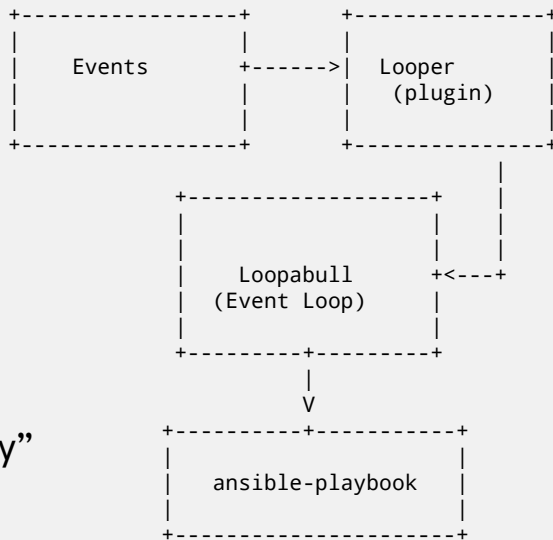 +-----------------+ +---------------+
| | | |
| Events +------>| Looper |
| | | (plugin) |
| | | |
+-----------------+ +---------------+
|
+-------------------+ |
| | |
| | |
| Loopabull +<---+
| (Event Loop) |
| |
+---------+---------+
|
V
y”
+----------+-----------+
| |
| ansible-playbook |
| |
+----------------------+